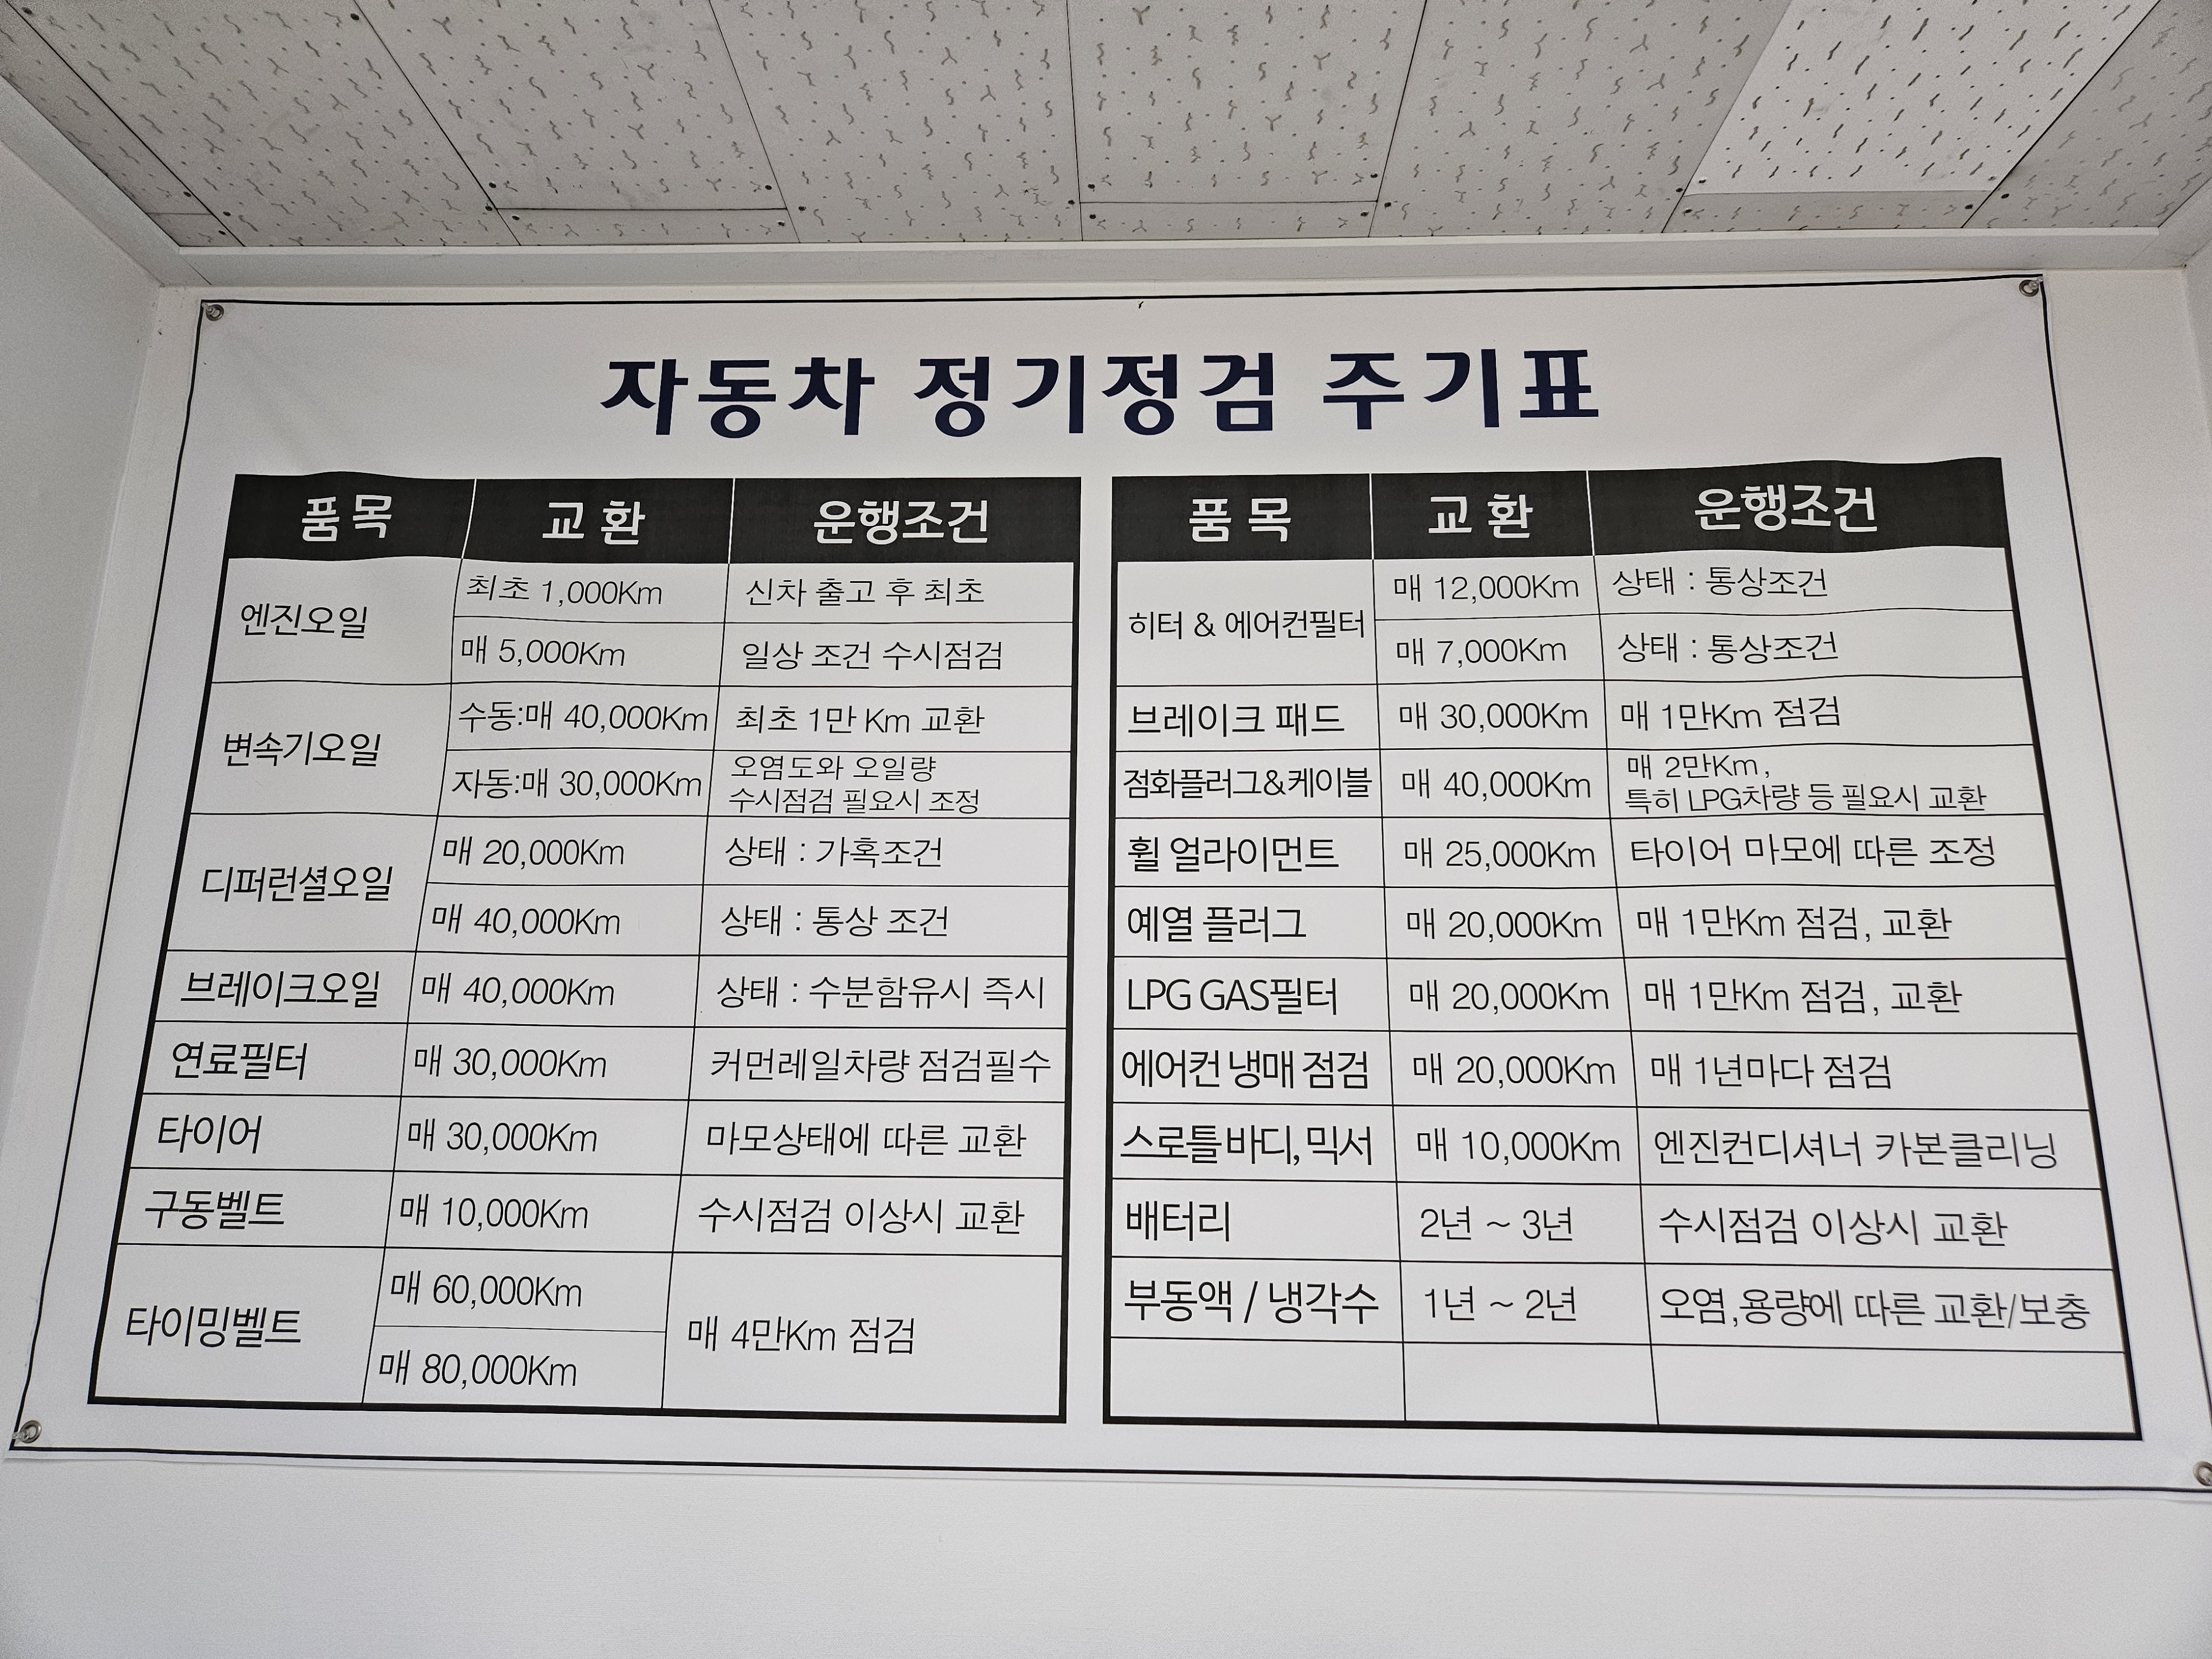 자동차 정기정검 주기표
품 목 교 환 운행조건
엔진오일 최초 1,000Km 신차 출고 후 최초
매 5,000Km 일상 조건 수시점검
변속기오일 수동:매 40,000Km 최초 1만 Km 교환
자동:매 30,000Km 오염도와 오일량
수시점검 필요시 조정
디퍼런셜오일 매 20,000Km 상태 : 가혹조건
매 40,000Km 상태 : 통상 조건
브레이크오일 매 40,000Km 상태 : 수분함유시 즉시
연료필터 매 30,000Km 커먼레일차량 점검필수
타이어 매 30,000Km 마모상태에 따른 교환
구동벨트 매 10,000Km 수시점검 이상시 교환
타이밍벨트 매 60,000Km 매 4만Km 점검
매 80,000Km
품 목 교 환 운행조건
히터 & 에어컨필터 매 12,000Km 상태 : 통상조건
매 7,000Km 상태 : 통상조건
브레이크 패드 매 30,000Km 매 1만Km 점검
점화플러그&케이블 매 40,000Km 매 2만Km,
특히 LPG차량 등 필요시 교환
휠 얼라이먼트 매 25,000Km 타이어 마모에 따른 조정
예열 플러그 매 20,000Km 매 1만Km 점검, 교환
LPG GAS필터 매 20,000Km 매 1만Km 점검, 교환
에어컨 냉매 점검 매 20,000Km 매 1년마다 점검
스로틀바디, 믹서 매 10,000Km 엔진컨디셔너 카본클리닝
배터리 2년 ~ 3년 수시점검 이상시 교환
부동액 / 냉각수 1년 ~ 2년 오염,용량에 따른 교환/보충